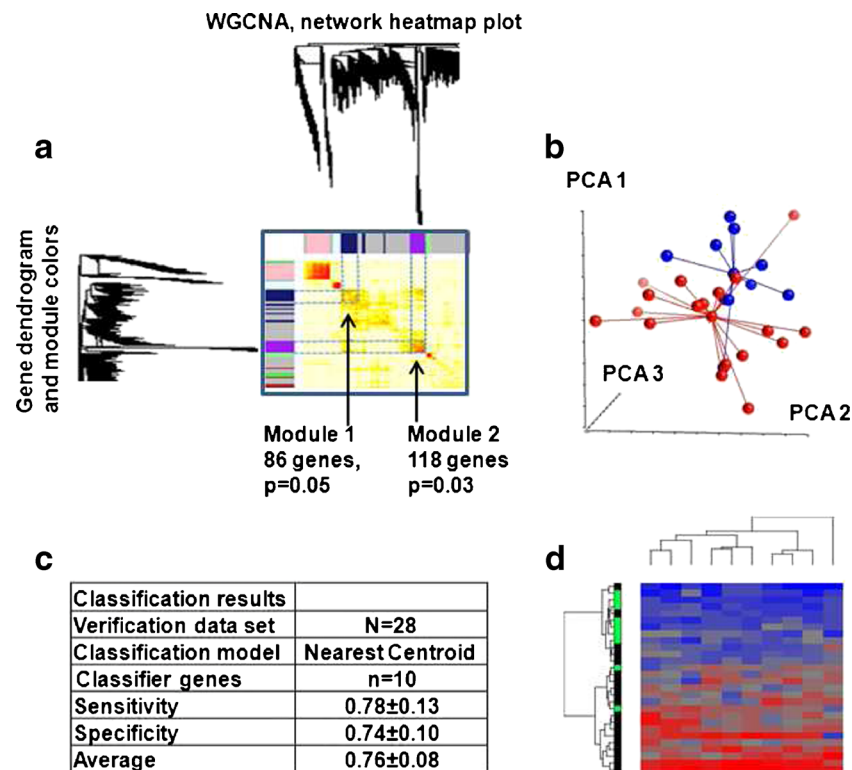 WGCNA, network heatmap plot
a
Gene dendrogram
and module colors
Module 1
86 genes,
p=0.05
Module 2
118 genes
p=0.03
b
PCA 1
PCA 3
PCA 2
c
Classification results
Verification data set N=28
Classification model Nearest Centroid
Classifier genes n=10
Sensitivity 0.78±0.13
Specificity 0.74±0.10
Average 0.76±0.08
d